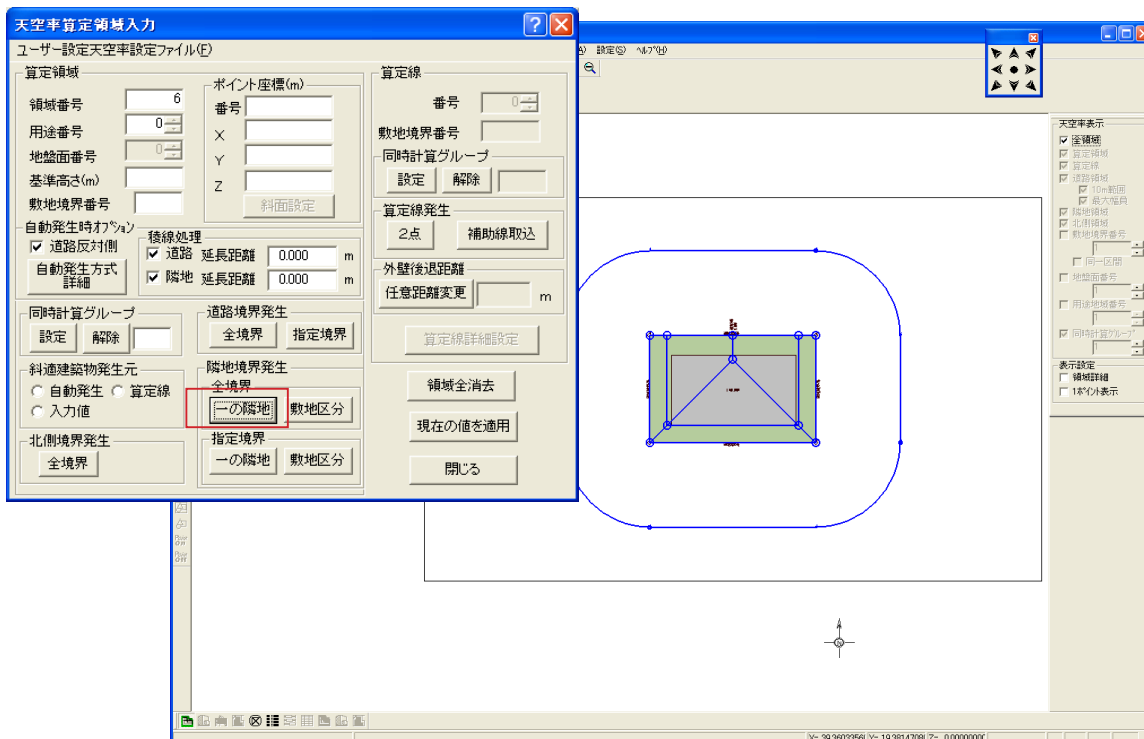 天空率算定領域入力
ユーザー設定天空率設定ファイル(F)
算定領域
領域番号 6
用途番号 0
地盤面番号 0
基準高さ(m)
敷地境界番号
ポイント座標(m)
番号
X
Y
Z
斜面設定
自動発生時オプション
道路反対側
自動発生方式
詳細
稜線処理
道路 延長距離 0.000 m
隣地 延長距離 0.000 m
同時計算グループ
設定 解除
斜適建築物発生元
自動発生 算定線
入力値
北側境界発生
全境界
道路境界発生
全境界 指定境界
隣地境界発生
全境界
一の隣地 敷地区分
指定境界
一の隣地 敷地区分
算定線
番号 0
敷地境界番号
同時計算グループ
設定 解除
算定線発生
2点 補助線取込
外壁後退距離
任意距離変更 m
算定線詳細設定
領域全消去
現在の値を適用
閉じる
設定(S) ヘルプ(H)
天空率表示
全領域
算定領域
算定線
道路領域
10m範囲
最大幅員
隣地領域
北側領域
敷地境界番号
1
同一区間
地盤面番号
1
用途地域番号
1
同時計算グループ
1
表示設定
領域詳細
1ポイント表示